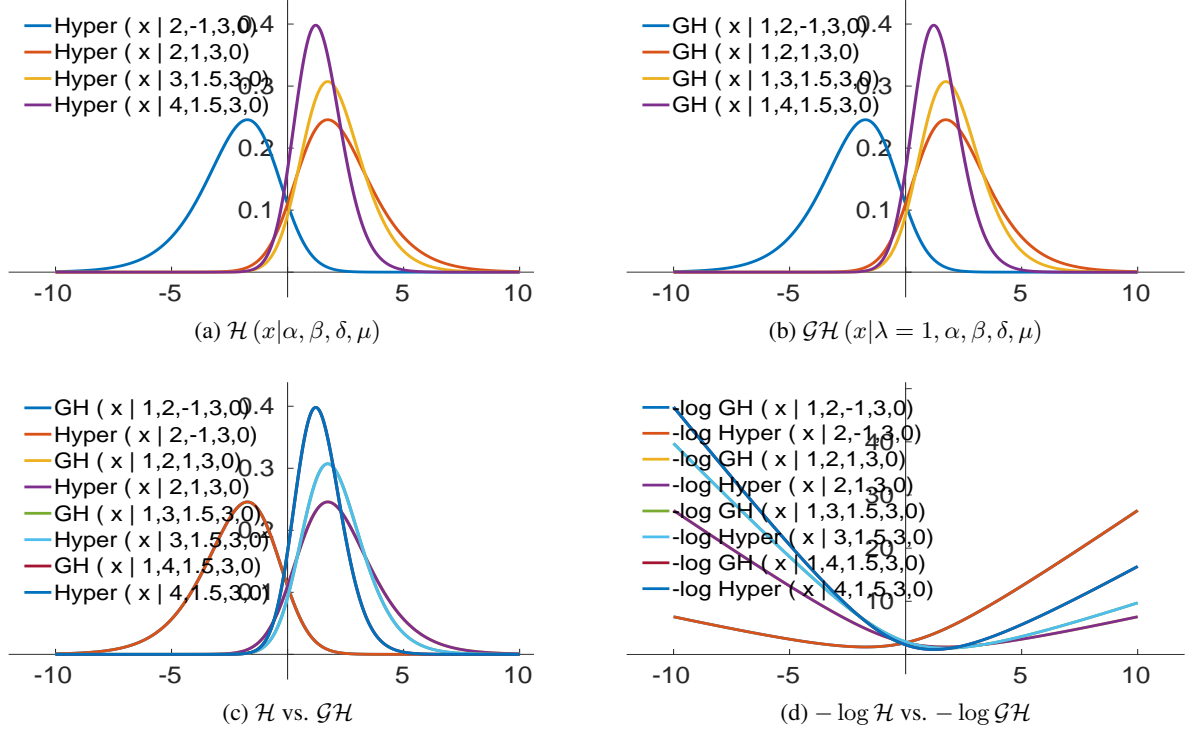 Hyper ( x | 2,-1,3,0)
Hyper ( x | 2,1,3,0)
Hyper ( x | 3,1.5,3,0)
Hyper ( x | 4,1.5,3,0)
0.4
0.3
0.2
0.1
-10 -5 5 10
(a) ℋ (x|α, β, δ, μ)
GH ( x | 1,2,-1,3,0)
GH ( x | 1,2,1,3,0)
GH ( x | 1,3,1.5,3,0)
GH ( x | 1,4,1.5,3,0)
0.4
0.3
0.2
0.1
-10 -5 5 10
(b) 𝒢ℋ (x|λ = 1, α, β, δ, μ)
GH ( x | 1,2,-1,3,0)
Hyper ( x | 2,-1,3,0)
GH ( x | 1,2,1,3,0)
Hyper ( x | 2,1,3,0)
GH ( x | 1,3,1.5,3,0)
Hyper ( x | 3,1.5,3,0)
GH ( x | 1,4,1.5,3,0)
Hyper ( x | 4,1.5,3,0)
0.4
0.3
0.2
0.1
-10 -5 5 10
(c) ℋ vs. 𝒢ℋ
-log GH ( x | 1,2,-1,3,0)
-log Hyper ( x | 2,-1,3,0)
-log GH ( x | 1,2,1,3,0)
-log Hyper ( x | 2,1,3,0)
-log GH ( x | 1,3,1.5,3,0)
-log Hyper ( x | 3,1.5,3,0)
-log GH ( x | 1,4,1.5,3,0)
-log Hyper ( x | 4,1.5,3,0)
40
30
20
10
-10 -5 5 10
(d) − log ℋ vs. − log 𝒢ℋ